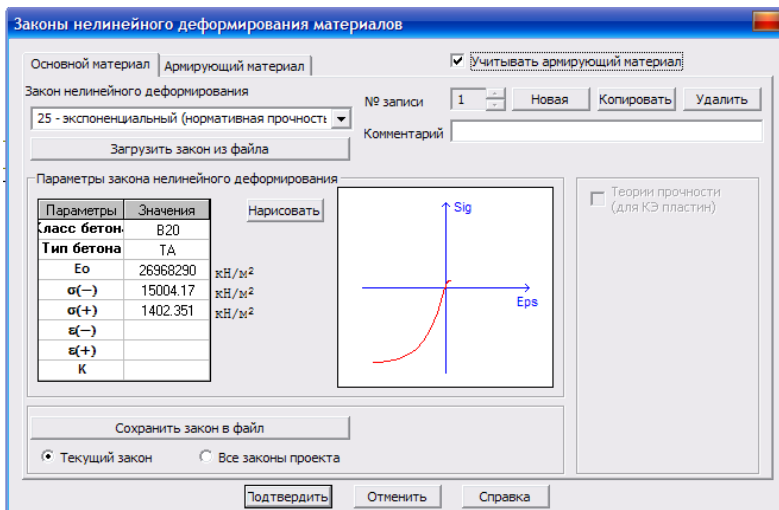 Законы нелинейного деформирования материалов
Основной материал
Армирующий материал
Учитывать армирующий материал
Закон нелинейного деформирования
25 - экспоненциальный (нормативная прочность
Загрузить закон из файла
№ записи 1 Новая Копировать Удалить
Комментарий
Параметры закона нелинейного деформирования
Параметры Значения
Класс бетон B20
Тип бетона TA
Eo 26968290 кН/м²
σ(−) 15004.17 кН/м²
σ(+) 1402.351 кН/м²
ε(−)
ε(+)
K
Нарисовать
Sig
Eps
Теории прочности
(для КЭ пластин)
Сохранить закон в файл
Текущий закон Все законы проекта
Подтвердить Отменить Справка